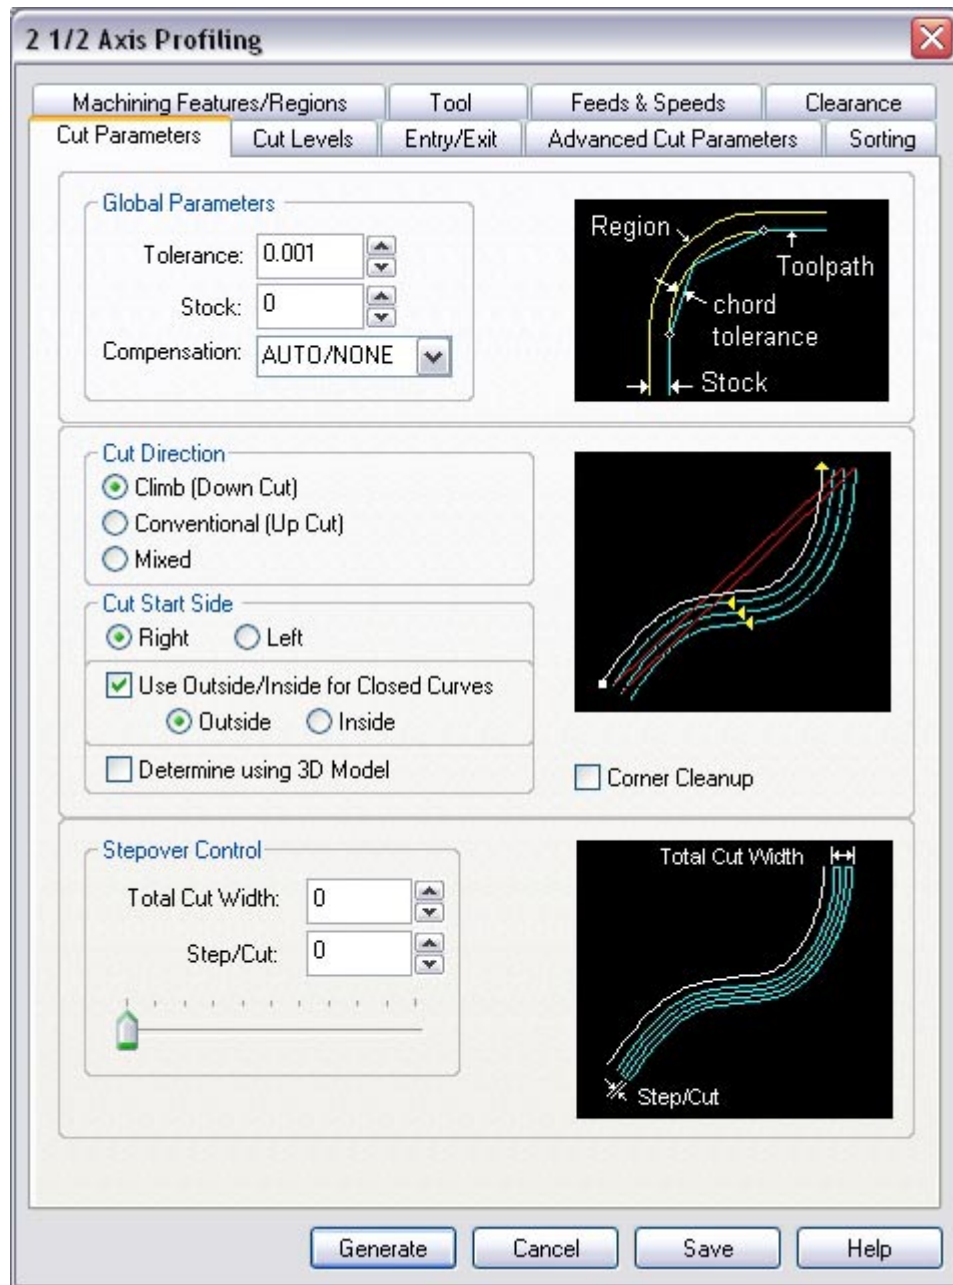 2 1/2 Axis Profiling
Machining Features/Regions Tool Feeds & Speeds Clearance
Cut Parameters Cut Levels Entry/Exit Advanced Cut Parameters Sorting
Global Parameters
Tolerance: 0.001
Stock: 0
Compensation: AUTO/NONE
Region
Toolpath
chord
tolerance
Stock
Cut Direction
Climb (Down Cut)
Conventional (Up Cut)
Mixed
Cut Start Side
Right Left
Use Outside/Inside for Closed Curves
Outside Inside
Determine using 3D Model
Corner Cleanup
Stepover Control
Total Cut Width: 0
Step/Cut: 0
Total Cut Width
Step/Cut
Generate Cancel Save Help